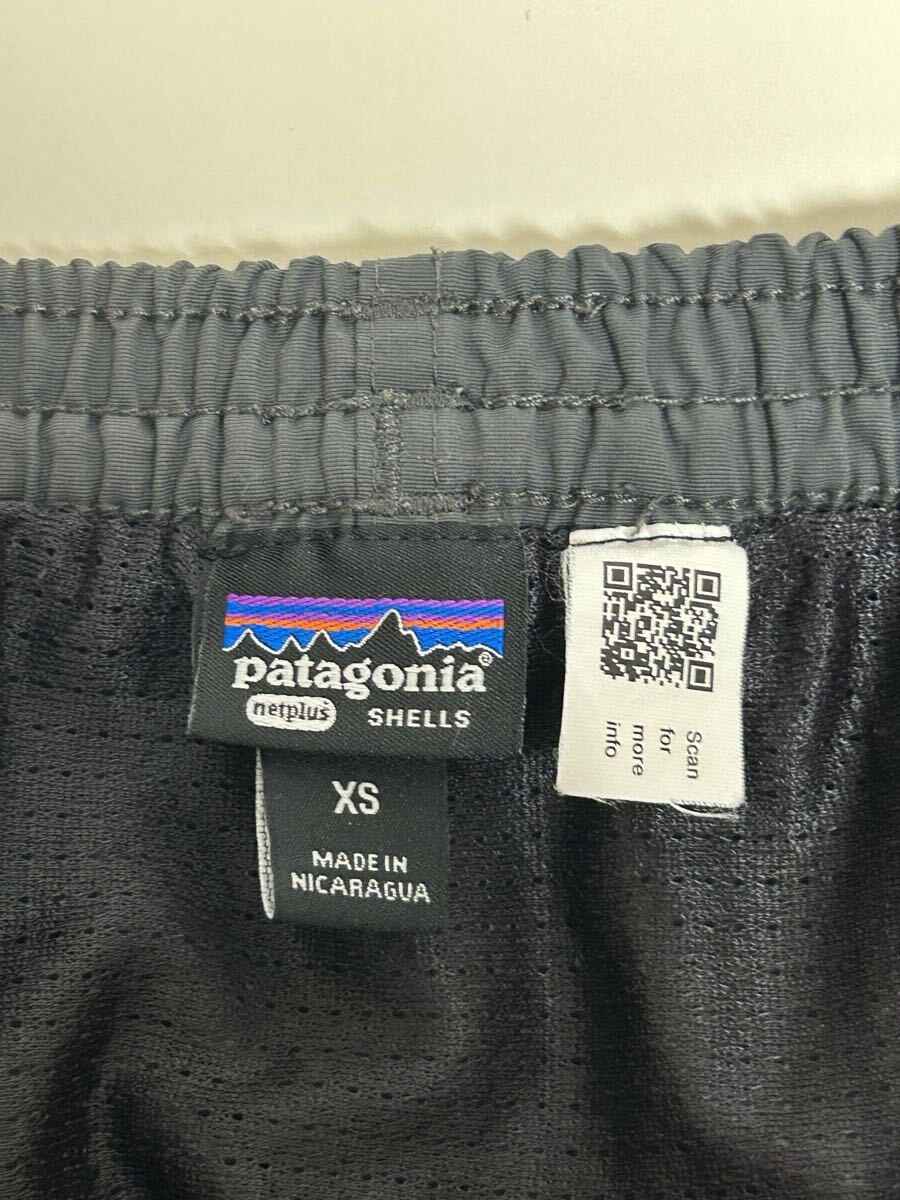 patagonia®
netplus SHELLS
XS
MADE IN
NICARAGUA
Scan
for
more
info